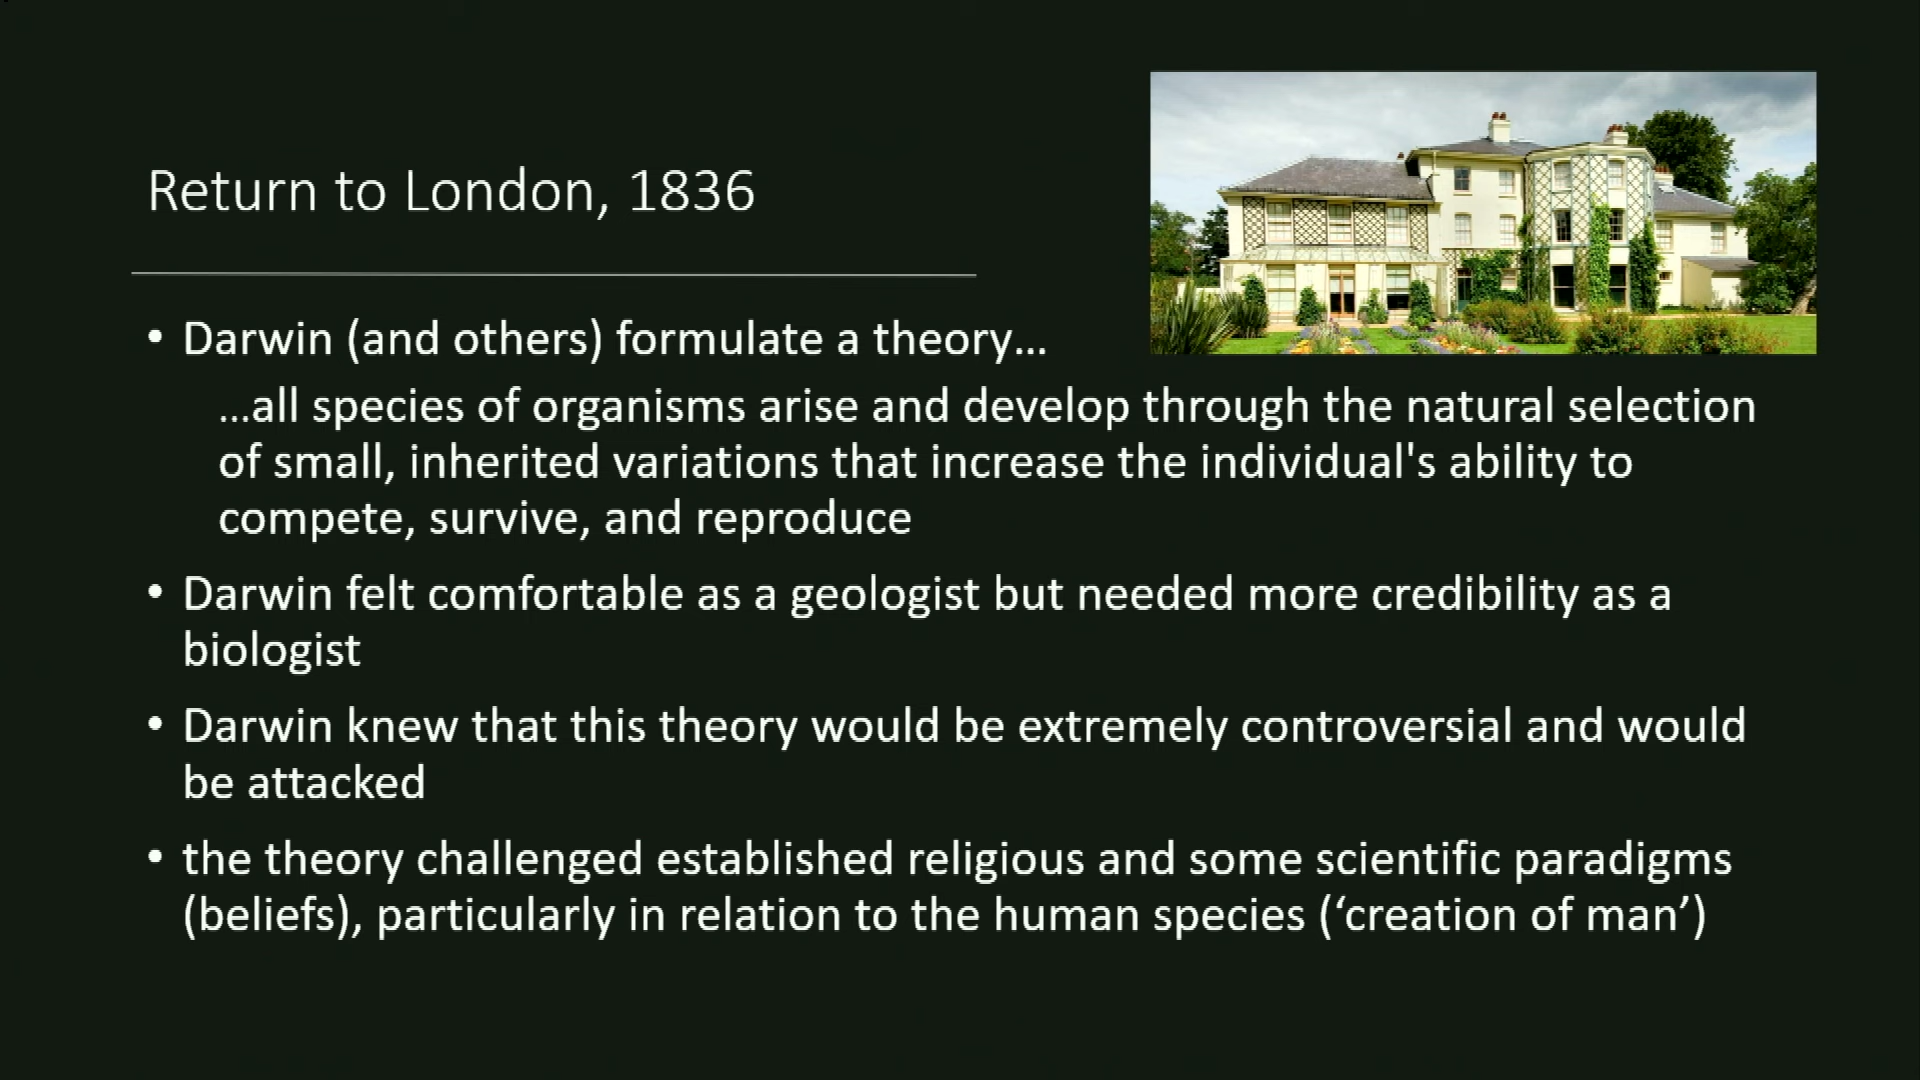 Return to London, 1836
• Darwin (and others) formulate a theory…
…all species of organisms arise and develop through the natural selection
of small, inherited variations that increase the individual's ability to
compete, survive, and reproduce
• Darwin felt comfortable as a geologist but needed more credibility as a
biologist
• Darwin knew that this theory would be extremely controversial and would
be attacked
• the theory challenged established religious and some scientific paradigms
(beliefs), particularly in relation to the human species (‘creation of man’)